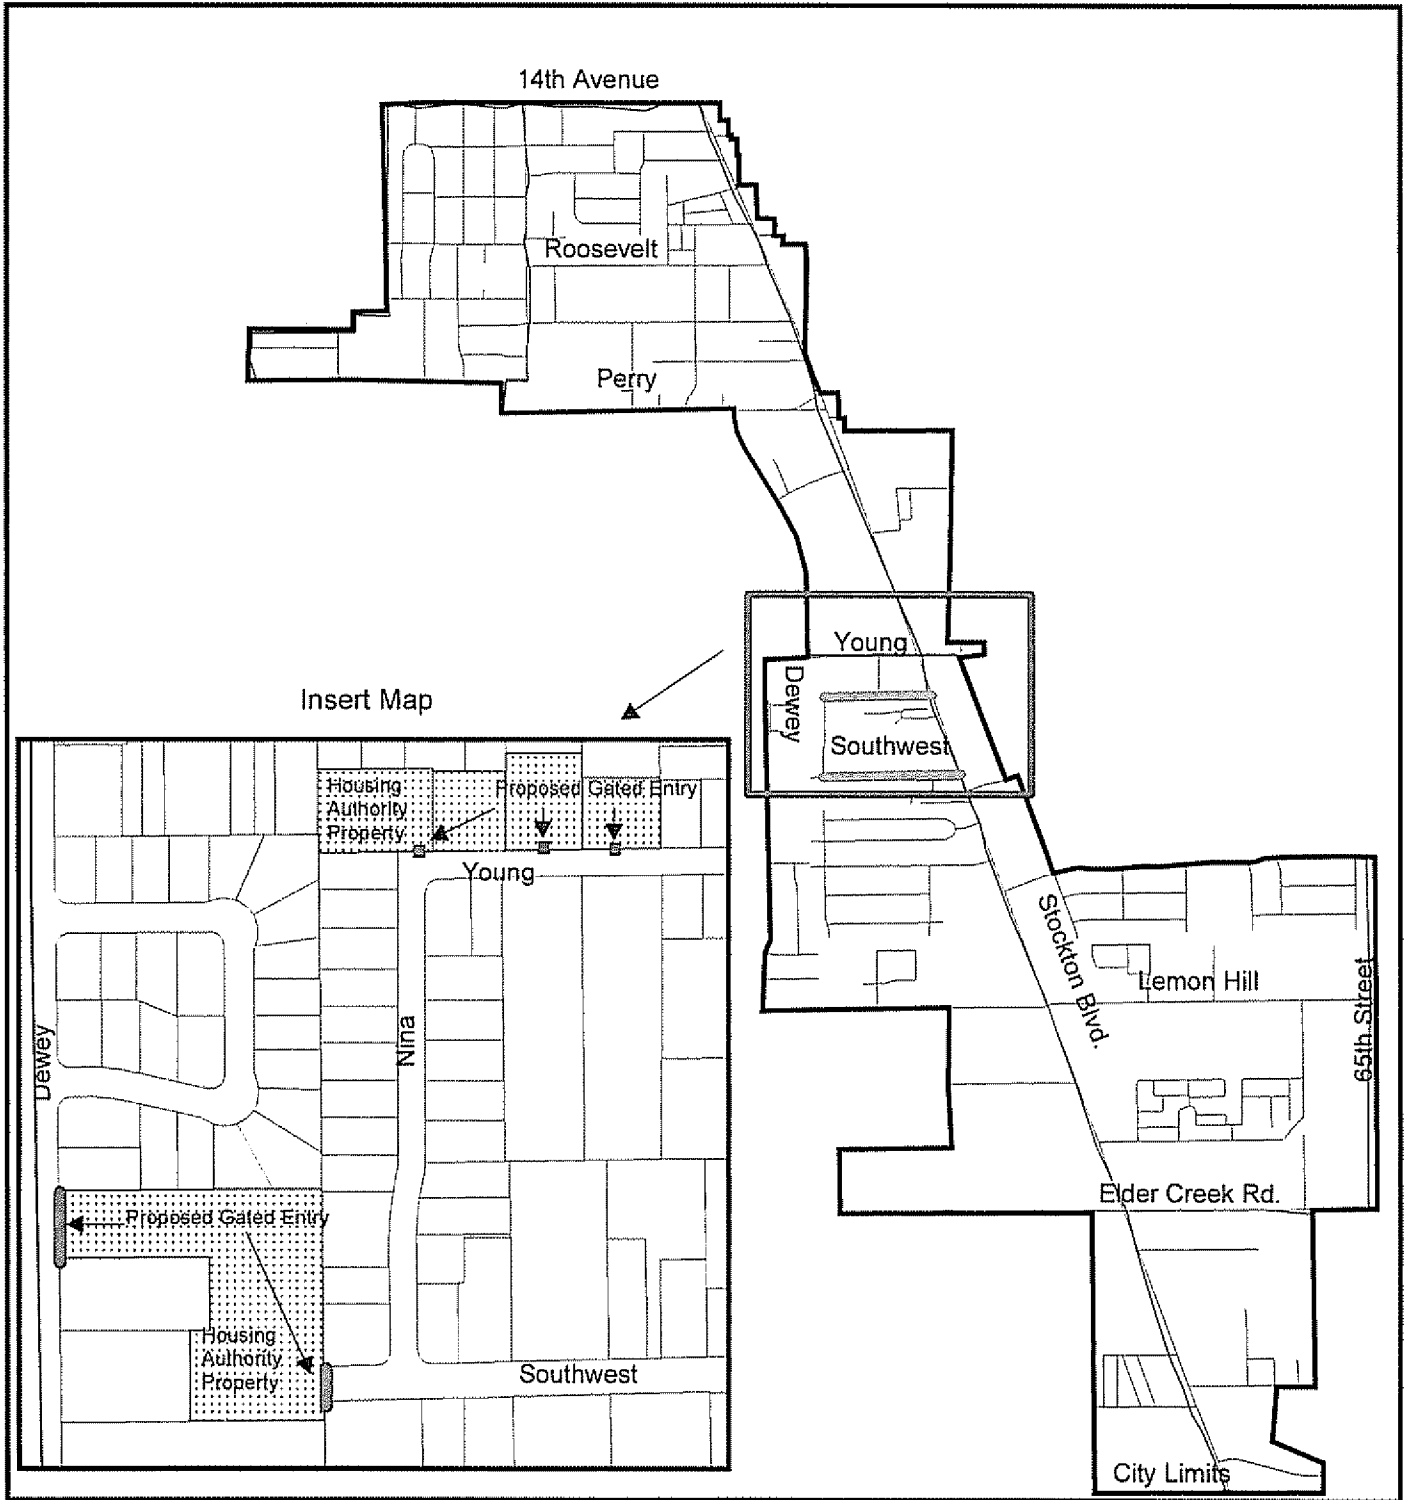 14th Avenue
Roosevelt
Perry
Young
Dewey
Southwest
Stockton Blvd.
Lemon Hill
65th Street
Elder Creek Rd.
City Limits
Insert Map
Housing
Authority
Property
Proposed Gated Entry
Young
Nina
Dewey
Proposed Gated Entry
Housing
Authority
Property
Southwest